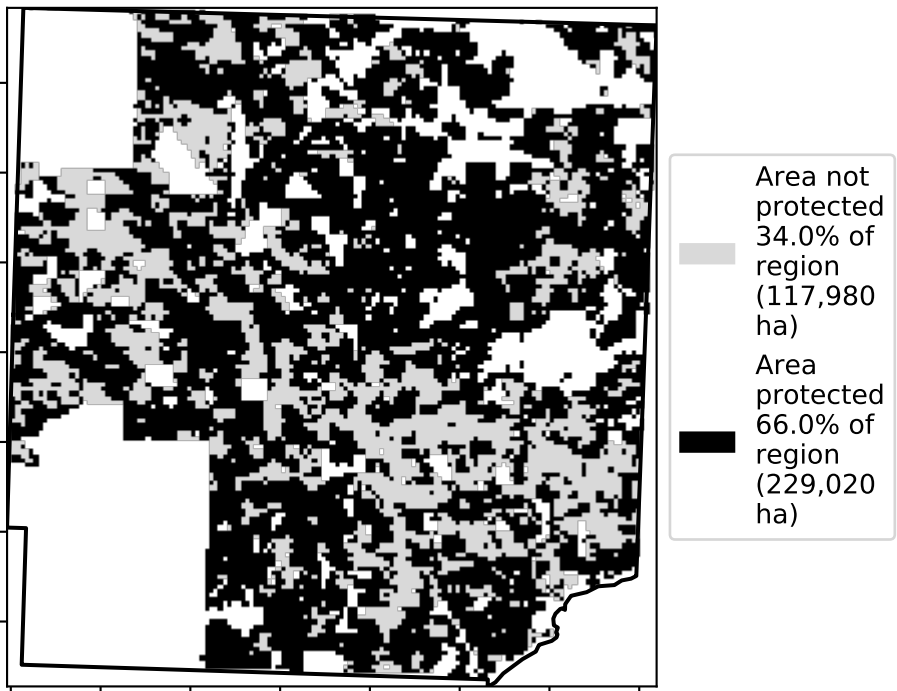 Area not
protected
34.0% of
region
(117,980
ha)
Area
protected
66.0% of
region
(229,020
ha)